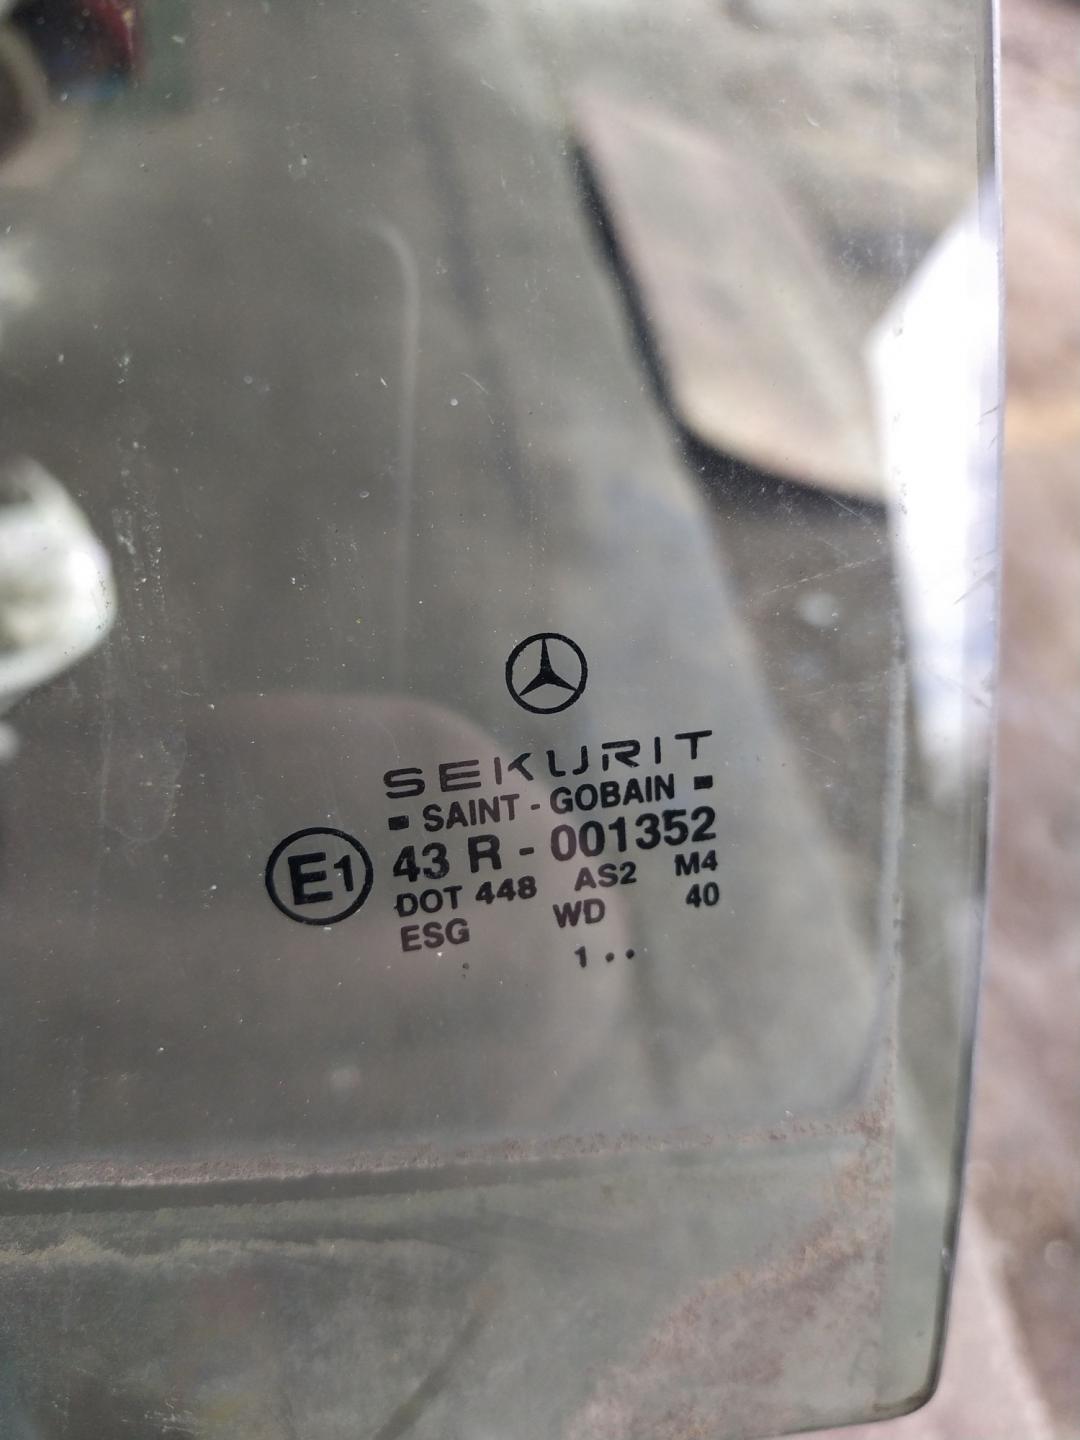 SEKURIT
SAINT-GOBAIN
E1 43 R - 001352
DOT 448 AS2 M4
ESG WD 40
. 1 ..